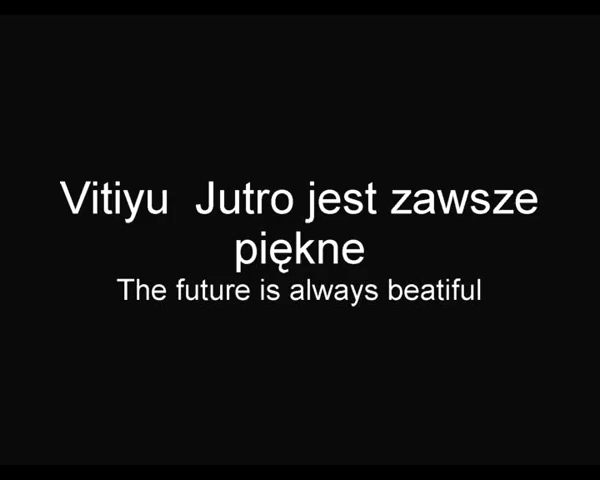 Vitiyu  Jutro jest zawsze
piękne
The future is always beatiful